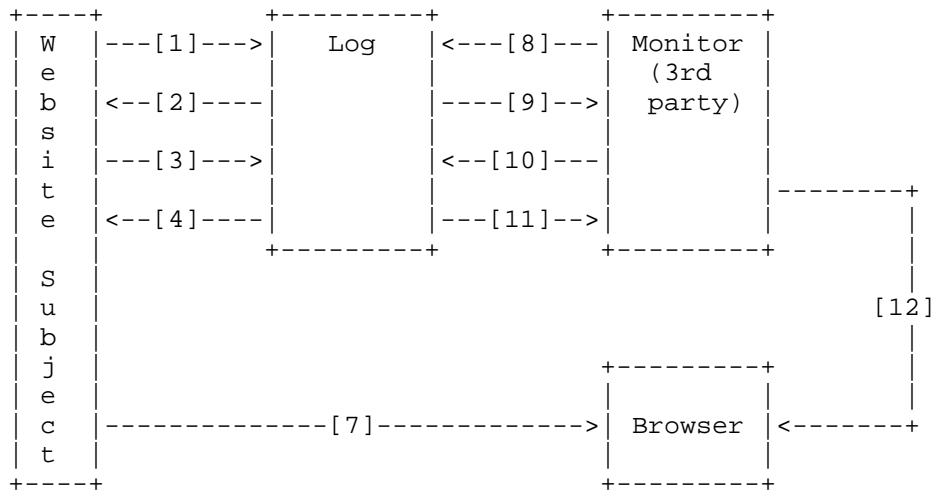 +----+          +---------+          +---------+
| W  |---[1]--->|   Log   |<---[8]---| Monitor |
| e  |          |         |          |  (3rd   |
| b  |<--[2]----|         |----[9]-->|  party) |
| s  |          |         |          |         |
| i  |---[3]--->|         |<--[10]---|         |
| t  |          |         |          |         |--------+
| e  |<--[4]----|         |---[11]-->|         |        |
|    |          +---------+          +---------+        |
| S  |                                                  |
| u  |                                                [12]
| b  |                                                  |
| j  |                               +---------+        |
| e  |                               |         |        |
| c  |--------------[7]------------->| Browser |<-------+
| t  |                               |         |
+----+                               +---------+